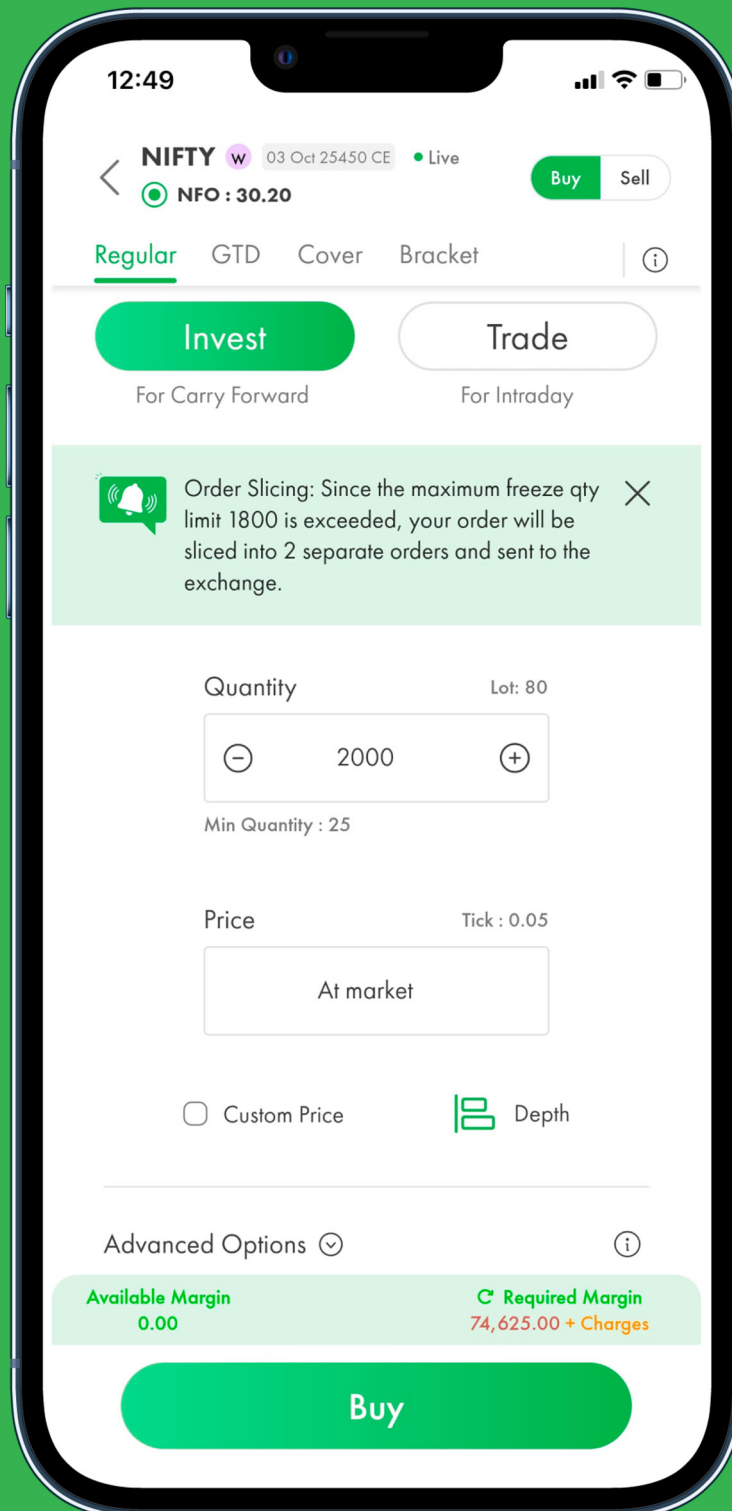 12:49
NIFTY W 03 Oct 25450 CE • Live
NFO : 30.20
Buy Sell
Regular GTD Cover Bracket
Invest Trade
For Carry Forward For Intraday
Order Slicing: Since the maximum freeze qty
limit 1800 is exceeded, your order will be
sliced into 2 separate orders and sent to the
exchange.
Quantity Lot: 80
2000
Min Quantity : 25
Price Tick : 0.05
At market
Custom Price Depth
Advanced Options
Available Margin Required Margin
0.00 74,625.00 + Charges
Buy